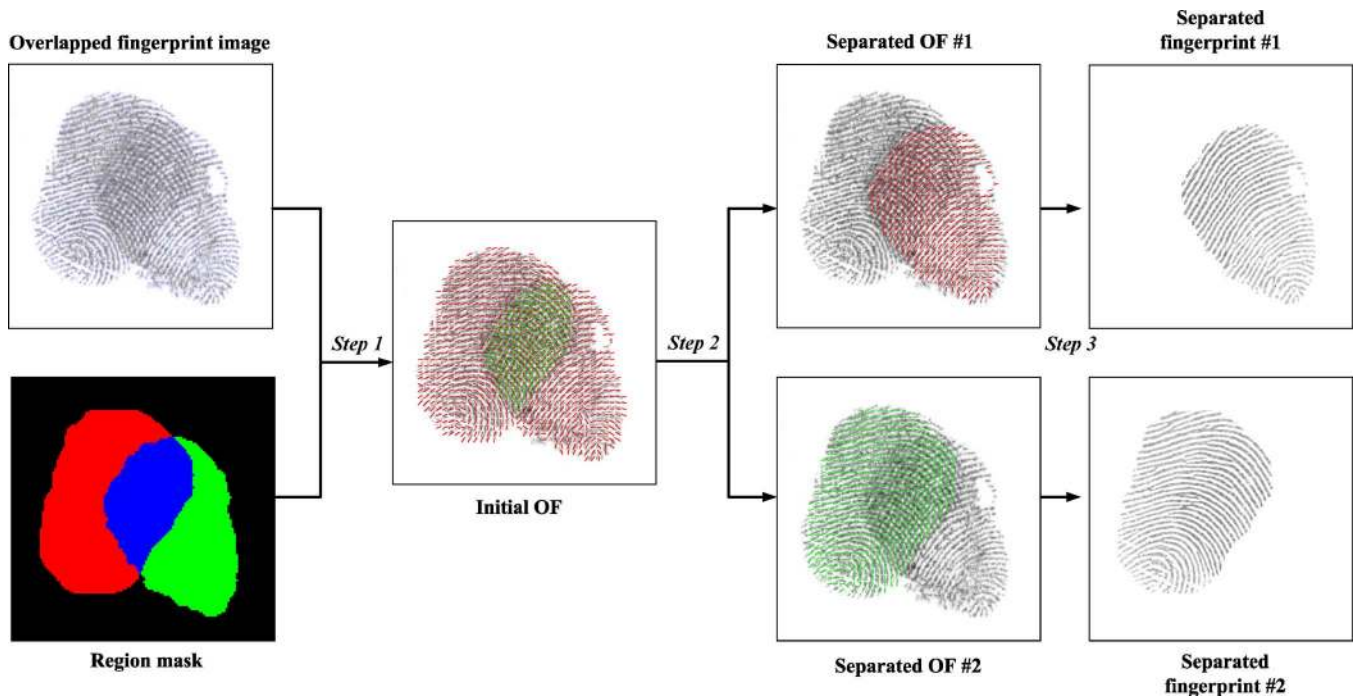 Overlapped fingerprint image
Separated OF #1
Separated
fingerprint #1
Step 1
Step 2
Step 3
Initial OF
Region mask
Separated OF #2
Separated
fingerprint #2